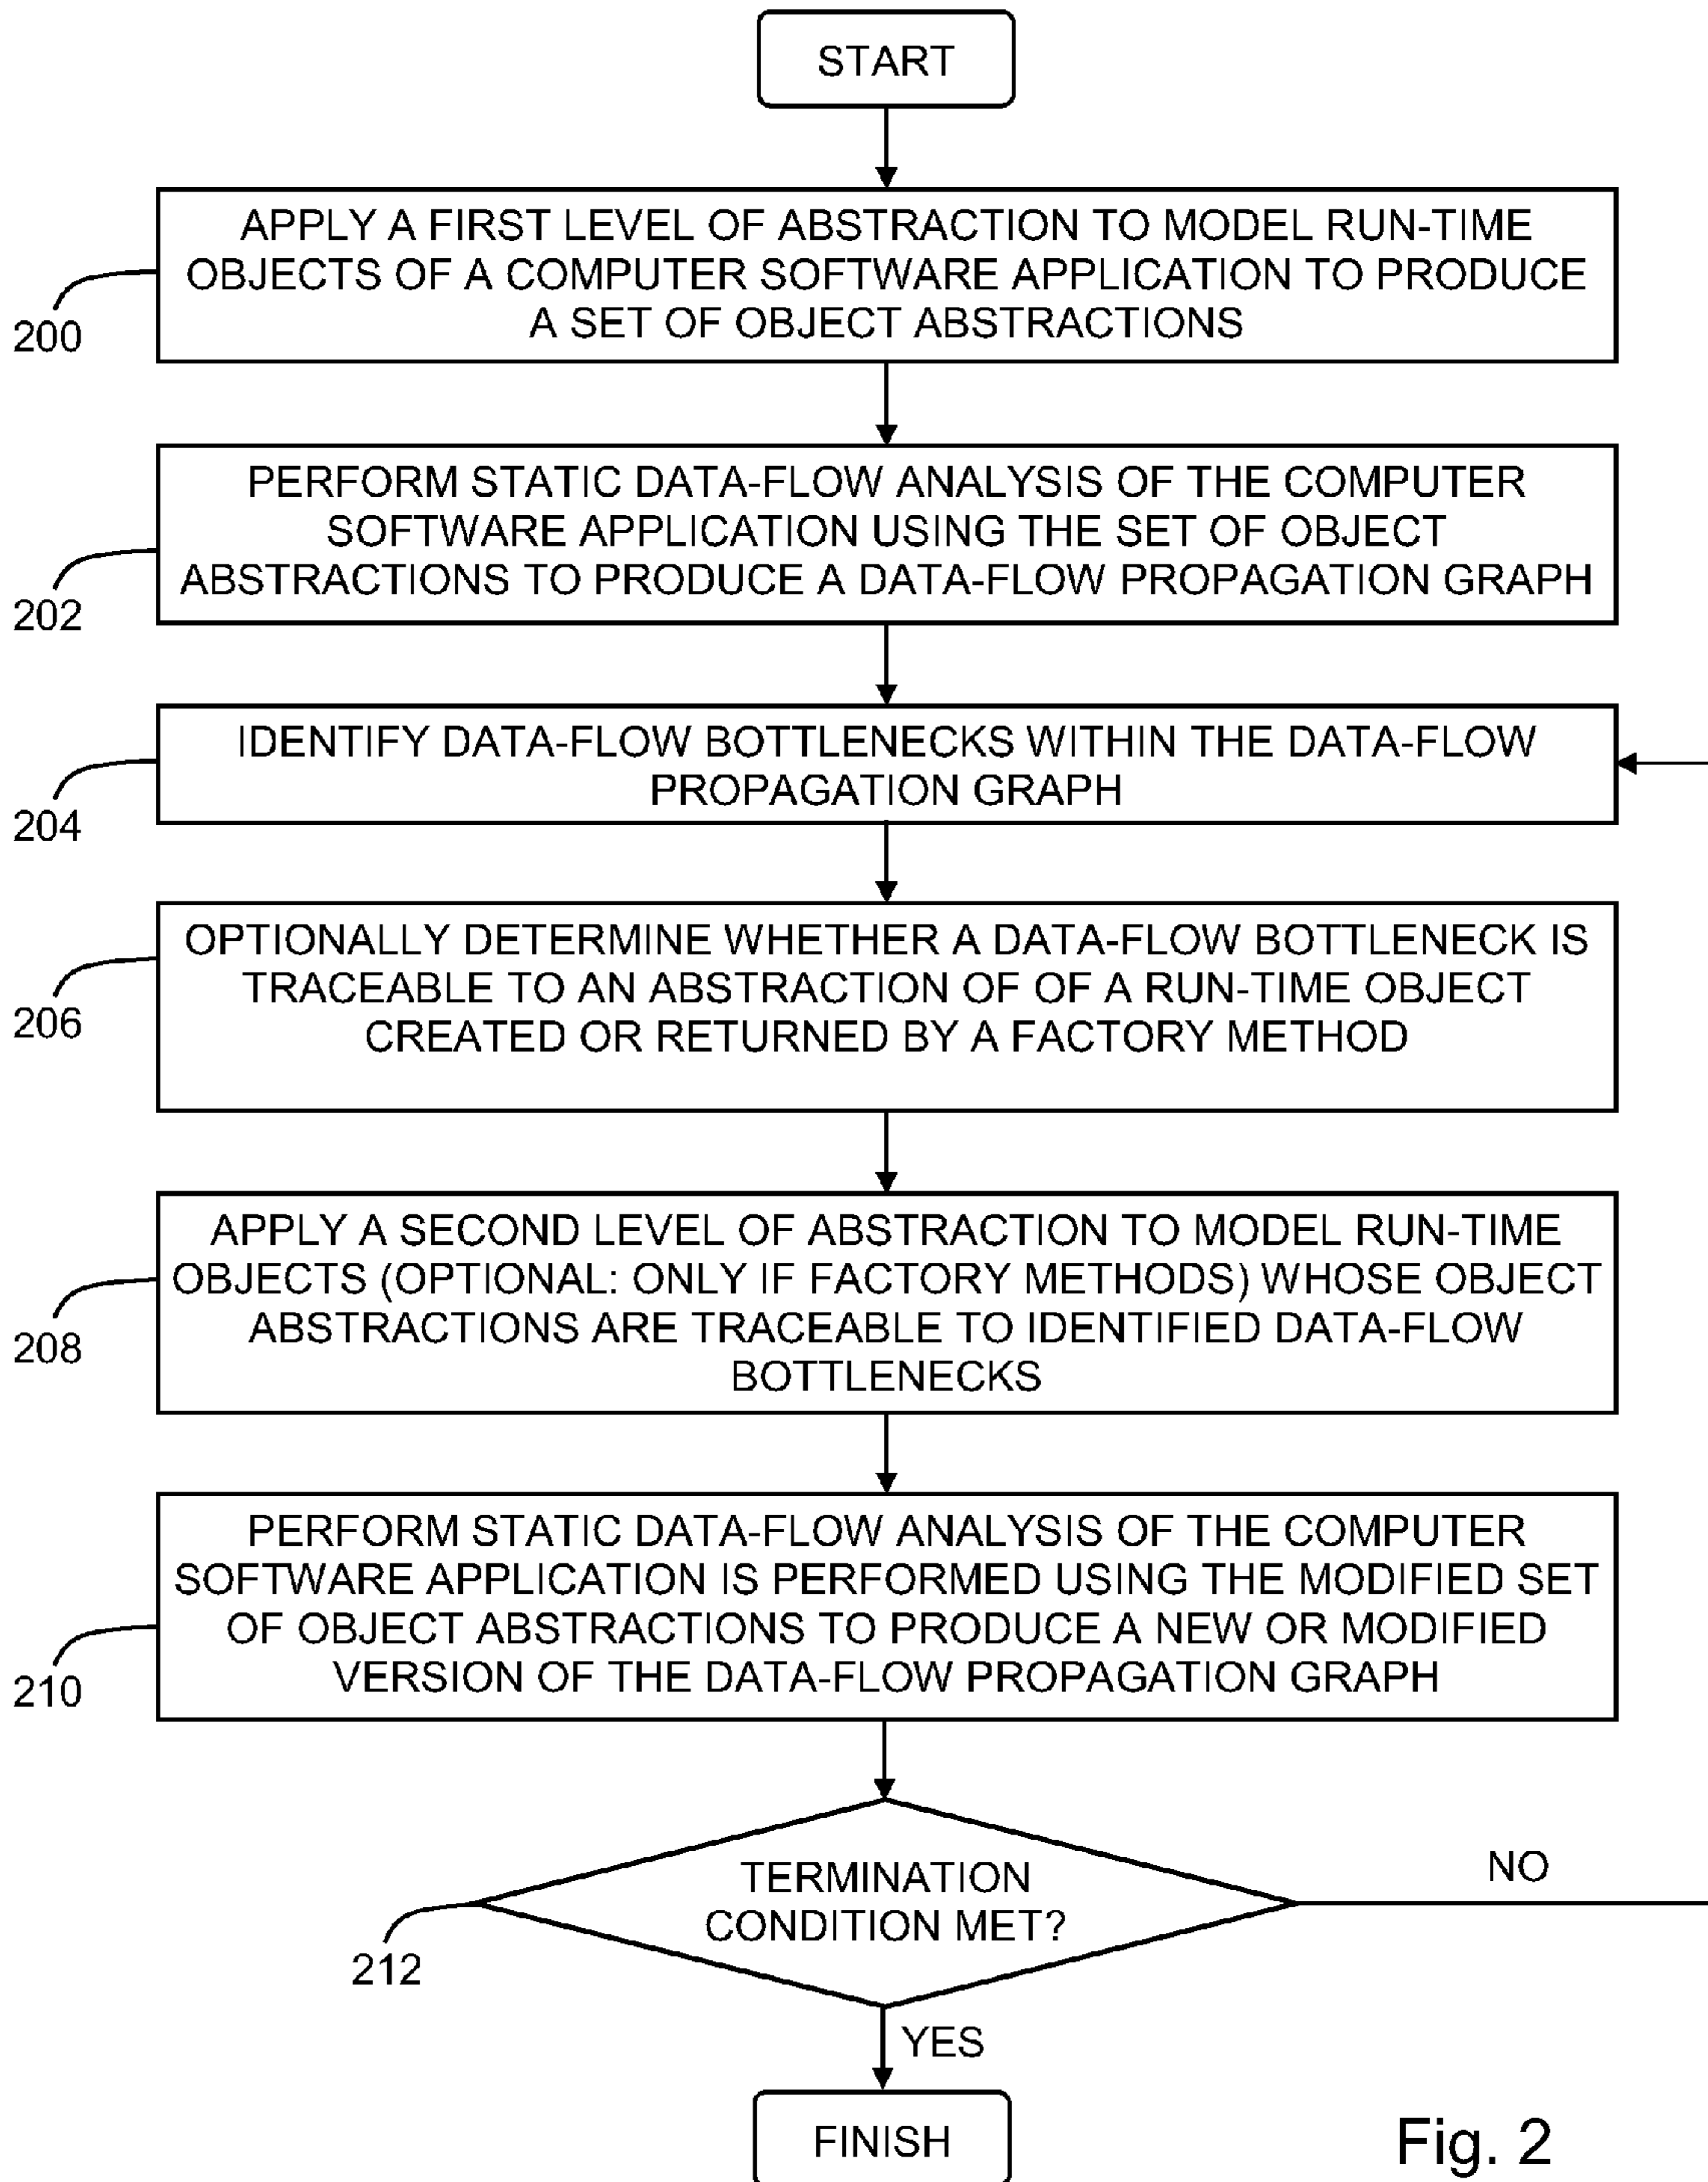 START
APPLY A FIRST LEVEL OF ABSTRACTION TO MODEL RUN-TIME
OBJECTS OF A COMPUTER SOFTWARE APPLICATION TO PRODUCE
A SET OF OBJECT ABSTRACTIONS
200
PERFORM STATIC DATA-FLOW ANALYSIS OF THE COMPUTER
SOFTWARE APPLICATION USING THE SET OF OBJECT
ABSTRACTIONS TO PRODUCE A DATA-FLOW PROPAGATION GRAPH
202
IDENTIFY DATA-FLOW BOTTLENECKS WITHIN THE DATA-FLOW
PROPAGATION GRAPH
204
OPTIONALLY DETERMINE WHETHER A DATA-FLOW BOTTLENECK IS
TRACEABLE TO AN ABSTRACTION OF OF A RUN-TIME OBJECT
CREATED OR RETURNED BY A FACTORY METHOD
206
APPLY A SECOND LEVEL OF ABSTRACTION TO MODEL RUN-TIME
OBJECTS (OPTIONAL: ONLY IF FACTORY METHODS) WHOSE OBJECT
ABSTRACTIONS ARE TRACEABLE TO IDENTIFIED DATA-FLOW
BOTTLENECKS
208
PERFORM STATIC DATA-FLOW ANALYSIS OF THE COMPUTER
SOFTWARE APPLICATION IS PERFORMED USING THE MODIFIED SET
OF OBJECT ABSTRACTIONS TO PRODUCE A NEW OR MODIFIED
VERSION OF THE DATA-FLOW PROPAGATION GRAPH
210
TERMINATION
CONDITION MET?
NO
212
YES
FINISH
Fig. 2